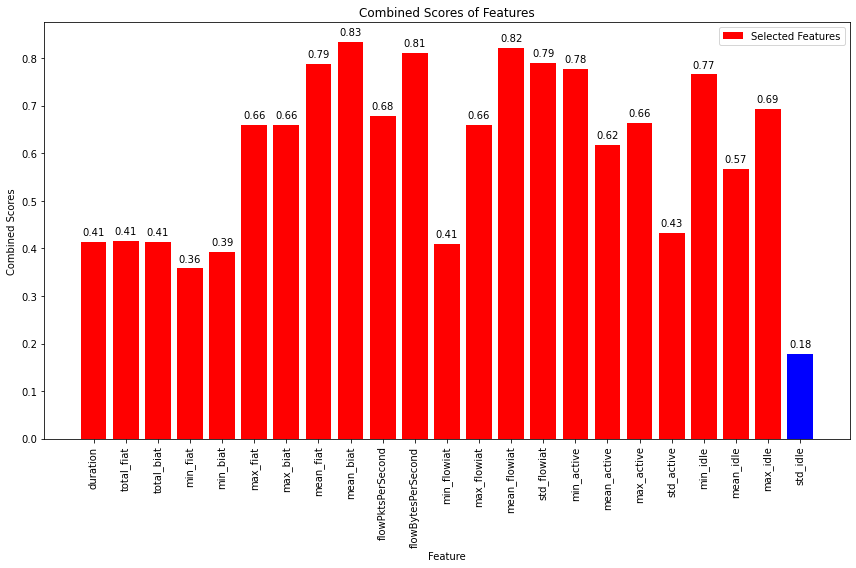 Combined Scores of Features
Selected Features
Combined Scores
0.8
0.7
0.6
0.5
0.4
0.3
0.2
0.1
0.0
0.41
0.41
0.41
0.36
0.39
0.66
0.66
0.79
0.83
0.68
0.81
0.41
0.66
0.82
0.79
0.78
0.62
0.66
0.43
0.77
0.57
0.69
0.18
duration
total_fiat
total_biat
min_fiat
min_biat
max_fiat
max_biat
mean_fiat
mean_biat
flowPktsPerSecond
flowBytesPerSecond
min_flowiat
max_flowiat
mean_flowiat
std_flowiat
min_active
mean_active
max_active
std_active
min_idle
mean_idle
max_idle
std_idle
Feature